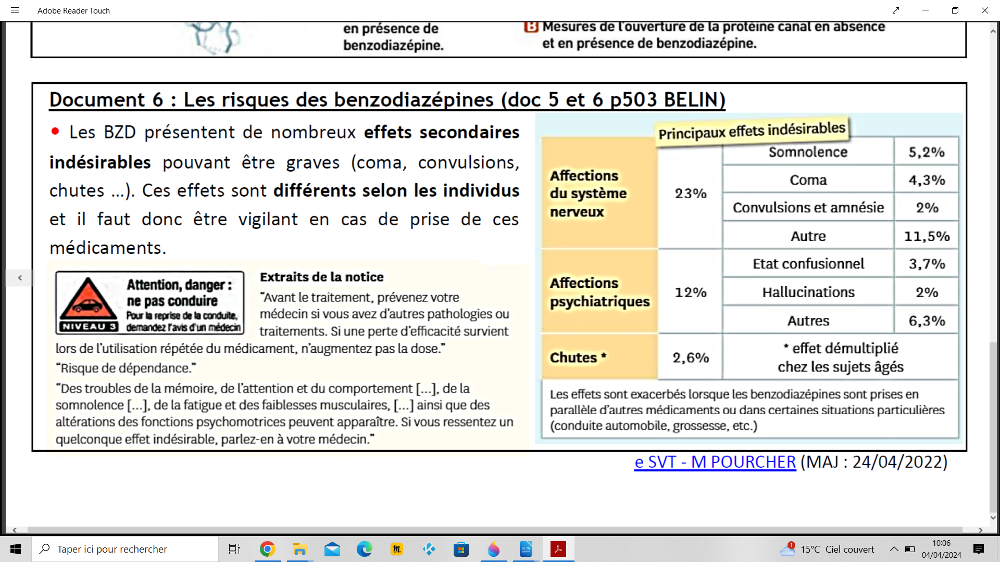 Adobe Reader Touch
en présence de
benzodiazépine.
B Mesures de l'ouverture de la protéine canal en absence
et en présence de benzodiazépine.
Document 6 : Les risques des benzodiazépines (doc 5 et 6 p503 BELIN)
• Les BZD présentent de nombreux effets secondaires
indésirables pouvant être graves (coma, convulsions,
chutes ...). Ces effets sont différents selon les individus
et il faut donc être vigilant en cas de prise de ces
médicaments.
Attention, danger :
ne pas conduire
Pour la reprise de la conduite,
demandez l'avis d'un médecin
NIVEAU 3
Extraits de la notice
“Avant le traitement, prévenez votre
médecin si vous avez d'autres pathologies ou
traitements. Si une perte d'efficacité survient
lors de l'utilisation répétée du médicament, n'augmentez pas la dose.”
“Risque de dépendance.”
“Des troubles de la mémoire, de l'attention et du comportement [...], de la
somnolence [...], de la fatigue et des faiblesses musculaires, [...] ainsi que des
altérations des fonctions psychomotrices peuvent apparaître. Si vous ressentez un
quelconque effet indésirable, parlez-en à votre médecin.”
Principaux effets indésirables
Affections
du système
nerveux
23%
Somnolence 5,2%
Coma 4,3%
Convulsions et amnésie 2%
Autre 11,5%
Affections
psychiatriques
12%
Etat confusionnel 3,7%
Hallucinations 2%
Autres 6,3%
Chutes * 2,6%
* effet démultiplié
chez les sujets âgés
Les effets sont exacerbés lorsque les benzodiazépines sont prises en
parallèle d'autres médicaments ou dans certaines situations particulières
(conduite automobile, grossesse, etc.)
e SVT - M POURCHER (MAJ : 24/04/2022)
Taper ici pour rechercher
m.
1
15°C Ciel couvert
10:06
04/04/2024